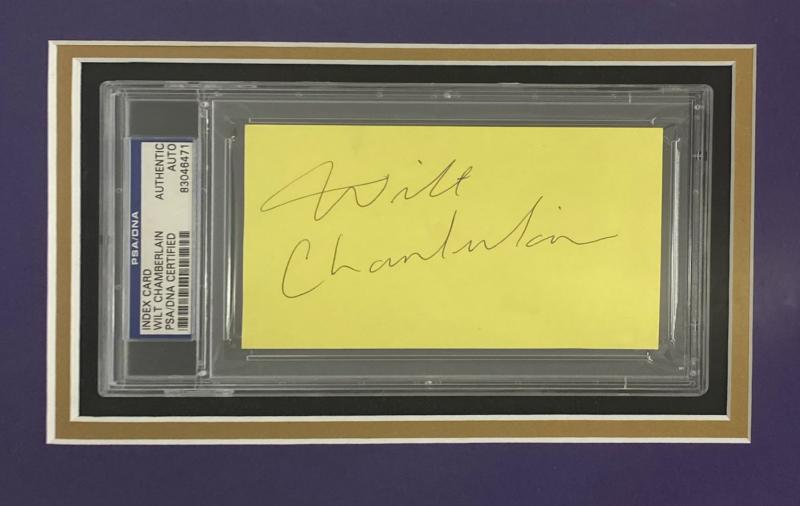 PSA/DNA
INDEX CARD
WILT CHAMBERLAIN
PSA/DNA CERTIFIED
AUTHENTIC
AUTO
83046471
Wilt
Chamberlain